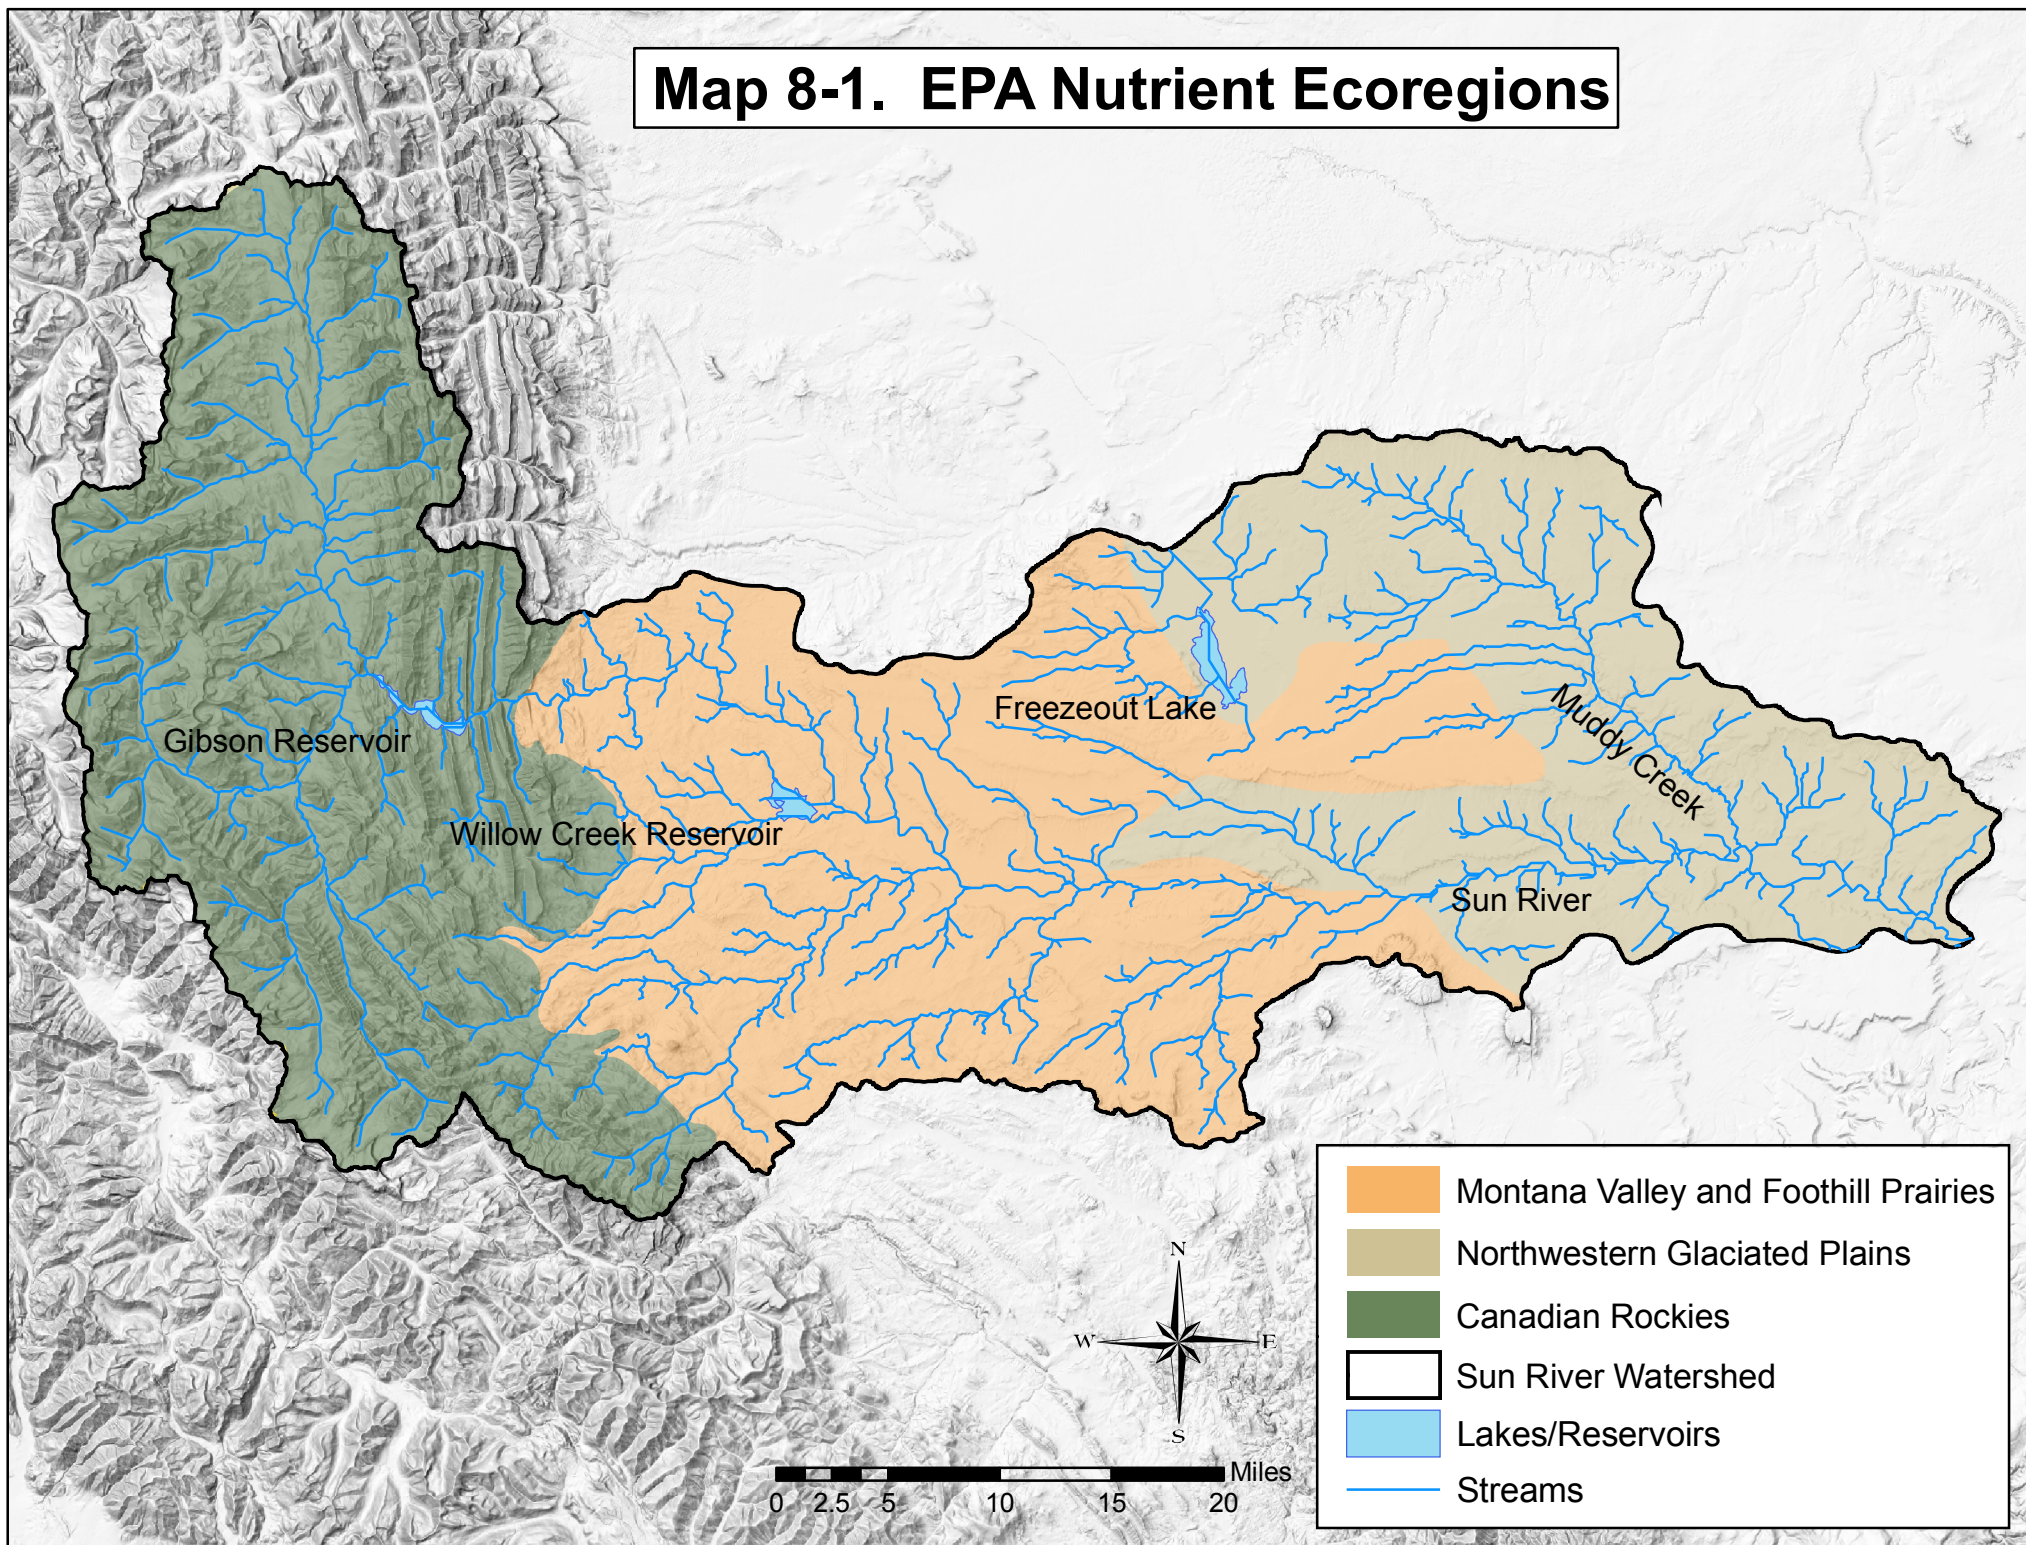 Map 8-1. EPA Nutrient Ecoregions
Freezeout Lake
Muddy Creek
Gibson Reservoir
Willow Creek Reservoir
Sun River
Montana Valley and Foothill Prairies
Northwestern Glaciated Plains
Canadian Rockies
Sun River Watershed
Lakes/Reservoirs
Streams
N
W E
S
Miles
0 2.5 5 10 15 20